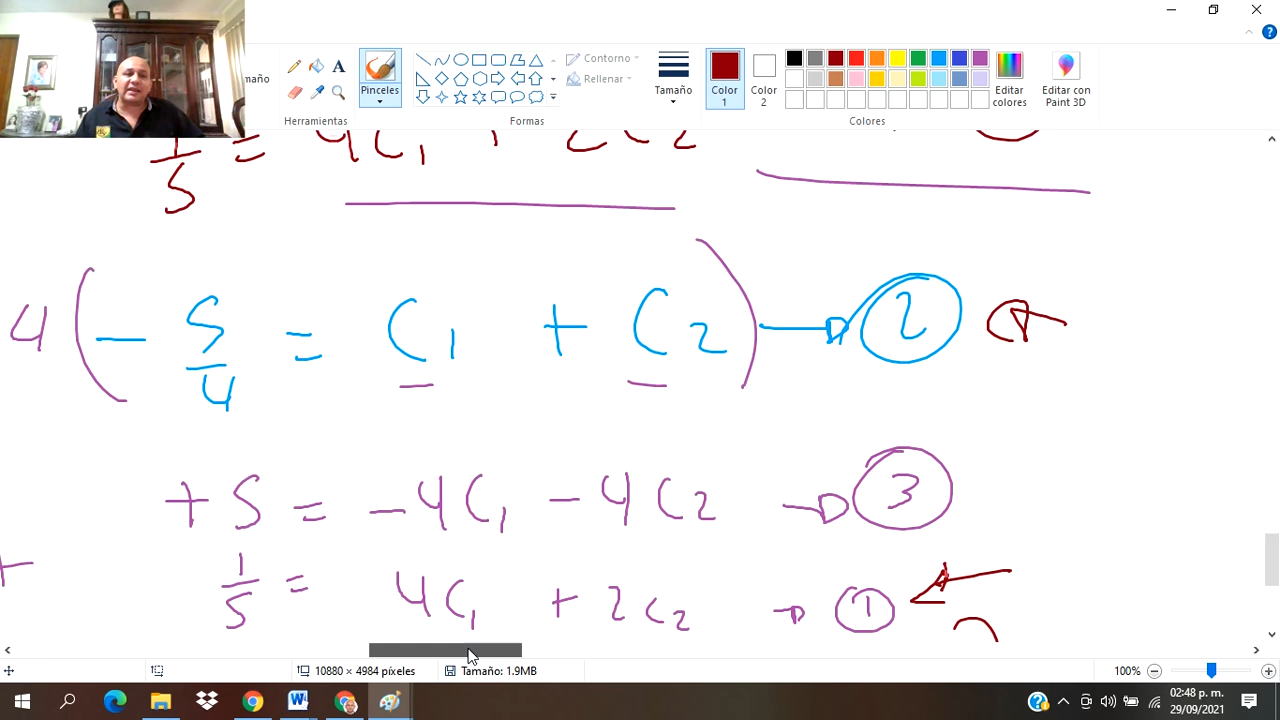 Contorno
Rellenar
Pinceles
Tamaño
Color 1
Color 2
Editar colores
Editar con Paint 3D
Herramientas
Formas
Colores
maño
1/5 = 4C1 + 2C2
4 ( - 5/4 = C1 + C2 ) → 2
+5 = -4C1 - 4C2 → 3
+ 1/5 = 4C1 + 2C2 → 1
10880 × 4984 píxeles
Tamaño: 1.9MB
100%
02:48 p. m.
29/09/2021